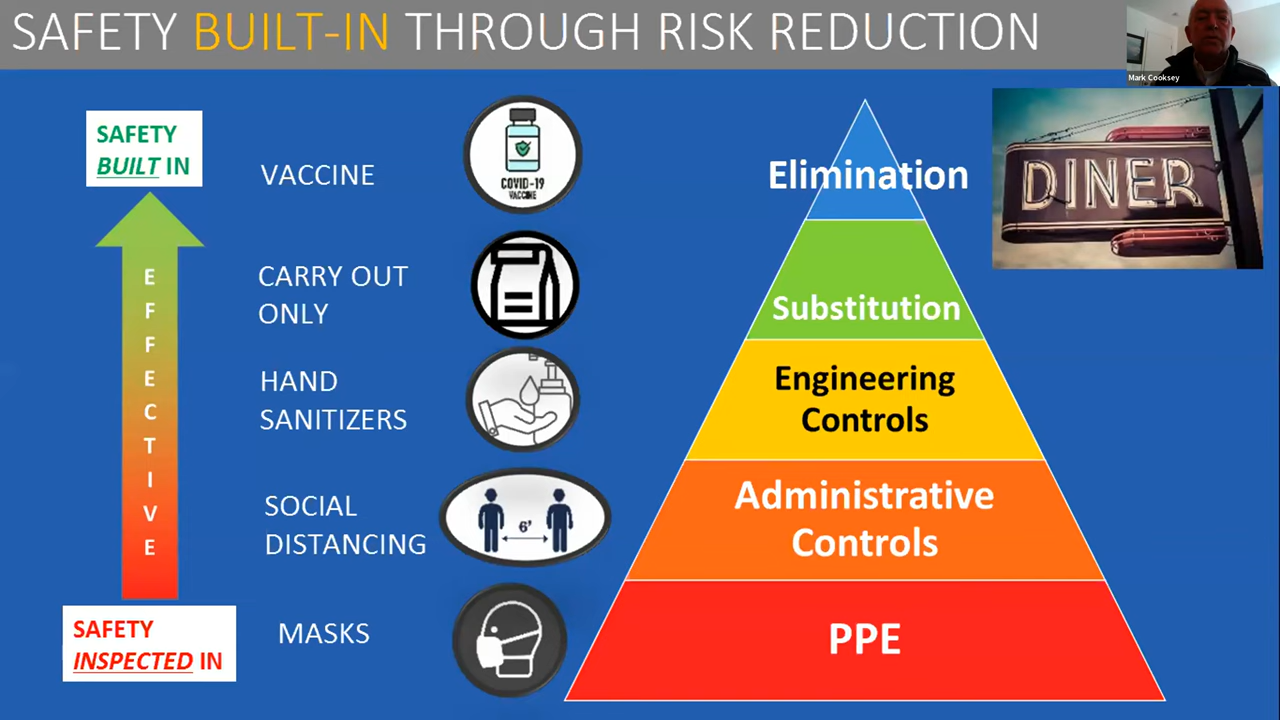 SAFETY BUILT-IN THROUGH RISK REDUCTION
Mark Cooksey
SAFETY
BUILT IN
EFFECTIVE
SAFETY
INSPECTED IN
VACCINE
COVID-19
VACCINE
CARRY OUT
ONLY
HAND
SANITIZERS
SOCIAL
DISTANCING
6'
MASKS
Elimination
Substitution
Engineering
Controls
Administrative
Controls
PPE
DINER